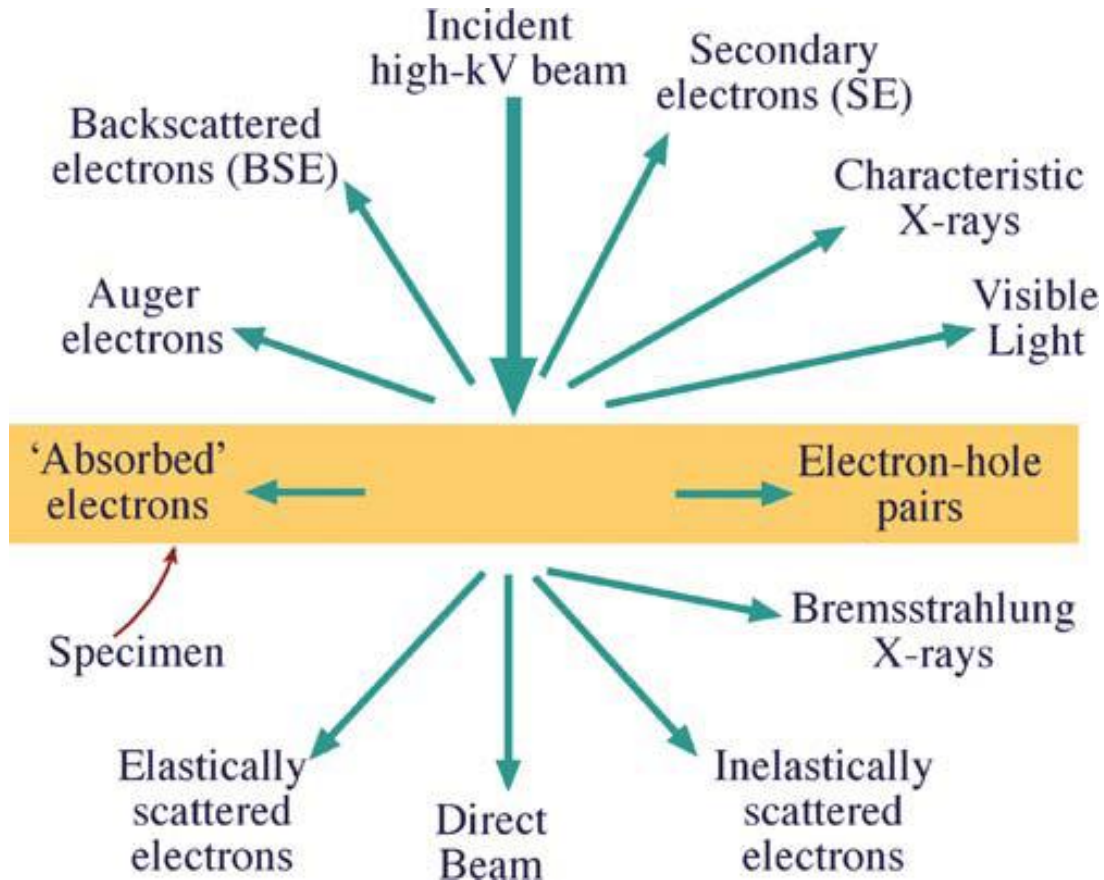 Incident
high-kV beam
Secondary
electrons (SE)
Backscattered
electrons (BSE)
Characteristic
X-rays
Auger
electrons
Visible
Light
‘Absorbed’
electrons
Electron-hole
pairs
Specimen
Bremsstrahlung
X-rays
Elastically
scattered
electrons
Direct
Beam
Inelastically
scattered
electrons